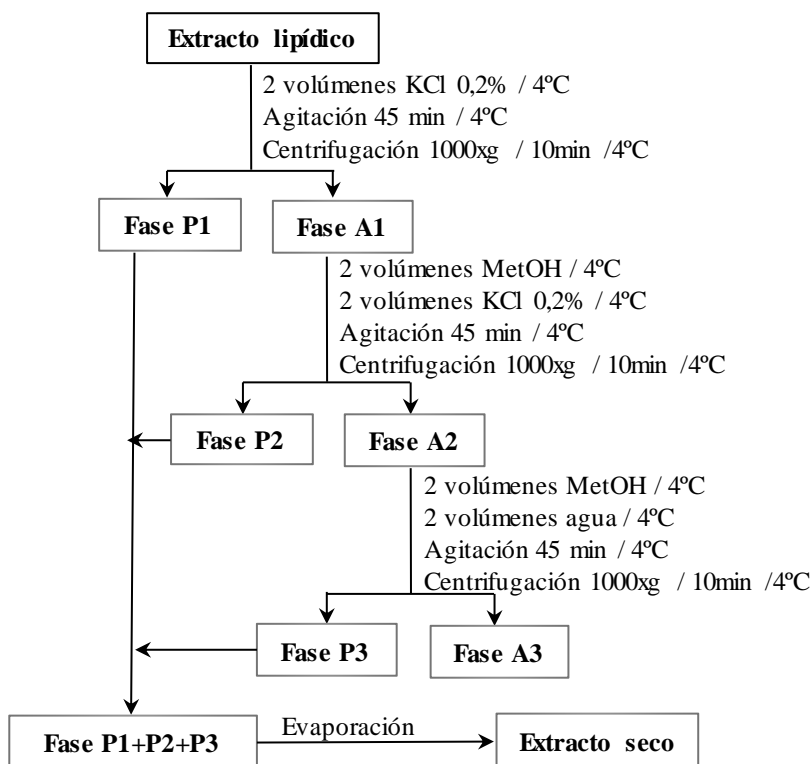 Extracto lipídico
2 volúmenes KCl 0,2% / 4ºC
Agitación 45 min / 4ºC
Centrifugación 1000xg / 10min /4ºC
Fase P1
Fase A1
2 volúmenes MetOH / 4ºC
2 volúmenes KCl 0,2% / 4ºC
Agitación 45 min / 4ºC
Centrifugación 1000xg / 10min /4ºC
Fase P2
Fase A2
2 volúmenes MetOH / 4ºC
2 volúmenes agua / 4ºC
Agitación 45 min / 4ºC
Centrifugación 1000xg / 10min /4ºC
Fase P3
Fase A3
Fase P1+P2+P3
Evaporación
Extracto seco